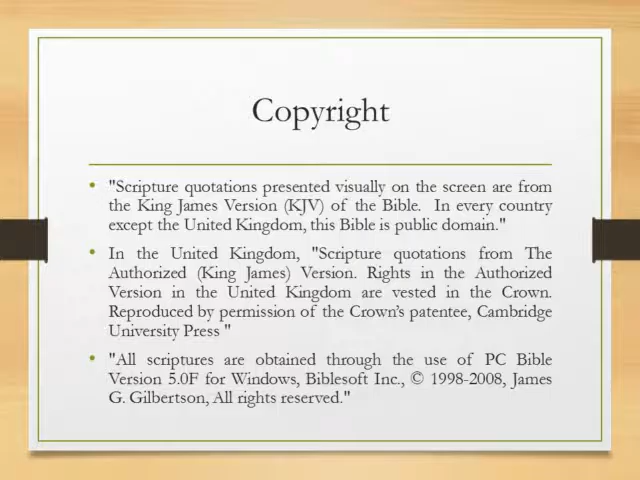 Copyright
• "Scripture quotations presented visually on the screen are from
the King James Version (KJV) of the Bible.  In every country
except the United Kingdom, this Bible is public domain."
• In the United Kingdom, "Scripture quotations from The
Authorized (King James) Version. Rights in the Authorized
Version in the United Kingdom are vested in the Crown.
Reproduced by permission of the Crown’s patentee, Cambridge
University Press "
• "All scriptures are obtained through the use of PC Bible
Version 5.0F for Windows, Biblesoft Inc., © 1998-2008, James
G. Gilbertson, All rights reserved."